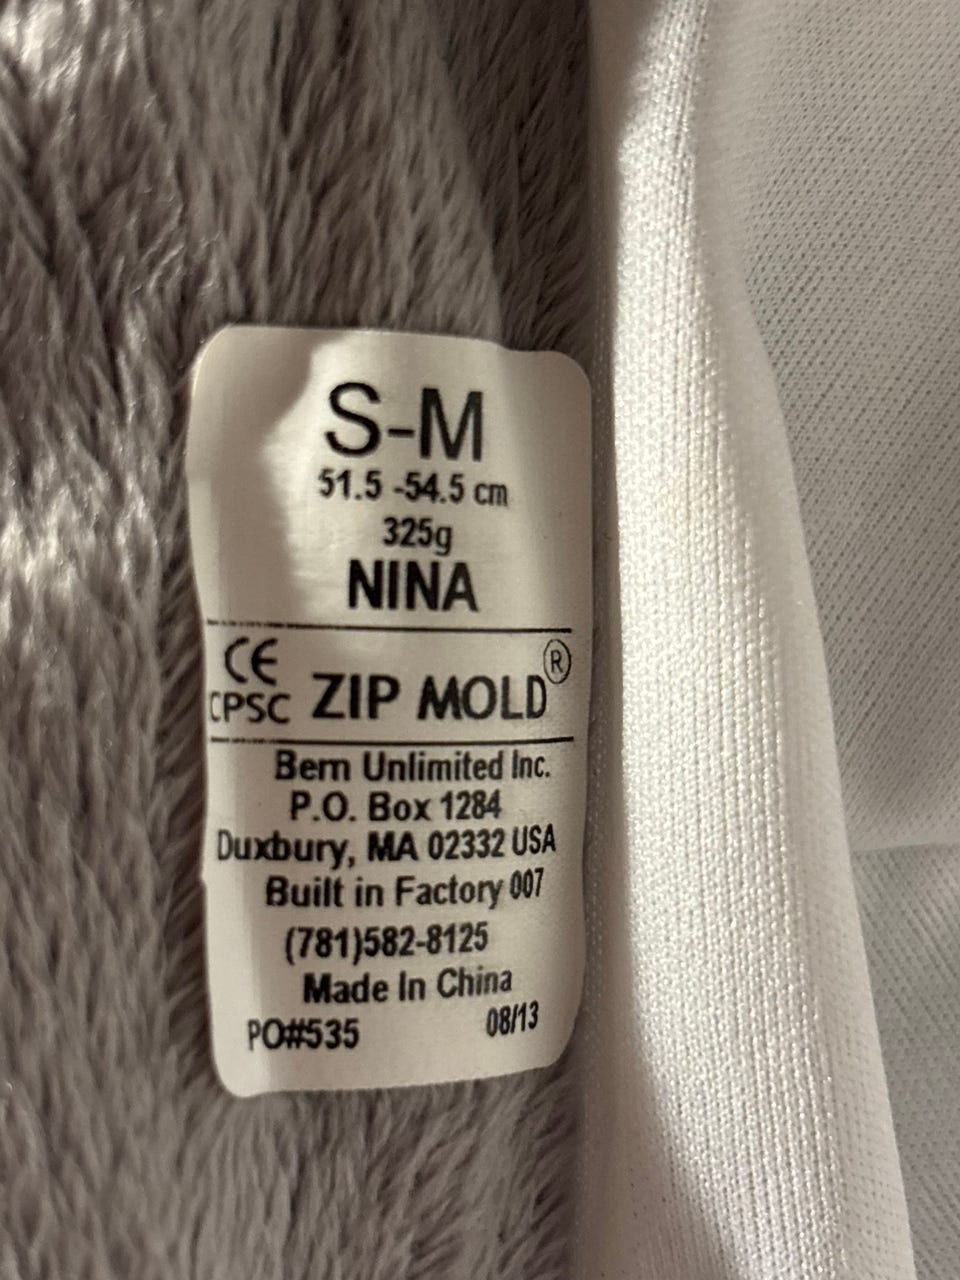 S-M
51.5 -54.5 cm
325g
NINA
CE
CPSC ZIP MOLD®
Bern Unlimited Inc.
P.O. Box 1284
Duxbury, MA 02332 USA
Built in Factory 007
(781)582-8125
Made In China
PO#535 08/13